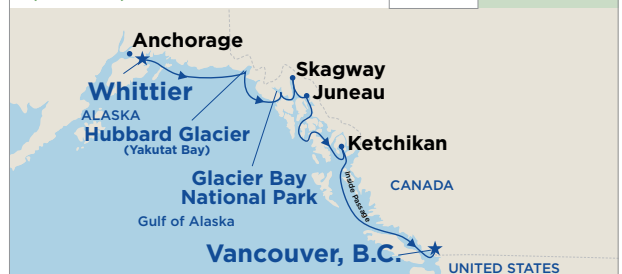 Anchorage
Whittier
ALASKA
Hubbard Glacier
(Yakutat Bay)
Skagway
Juneau
Ketchikan
Glacier Bay
National Park
Inside Passage
CANADA
Gulf of Alaska
Vancouver, B.C.
UNITED STATES